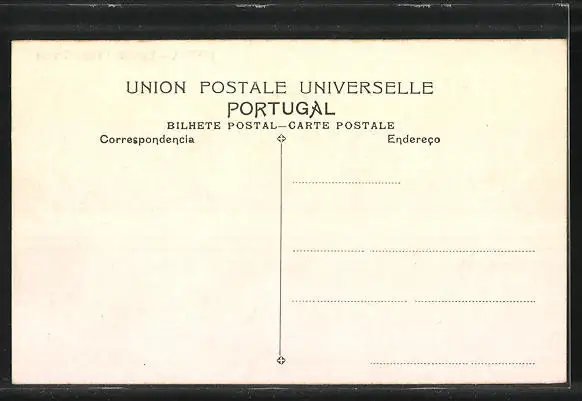 UNION POSTALE UNIVERSELLE
PORTUGAL
BILHETE POSTAL—CARTE POSTALE
Correspondencia
Endereço